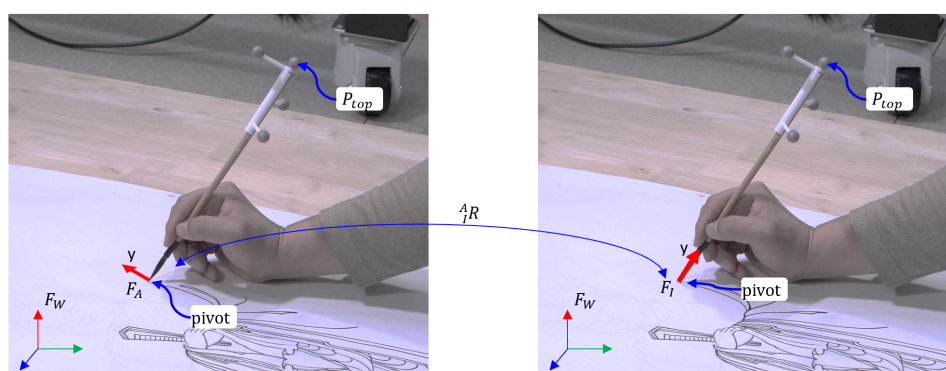 P_top
P_top
^A_I R
y
y
F_A
F_I
pivot
pivot
F_W
F_W